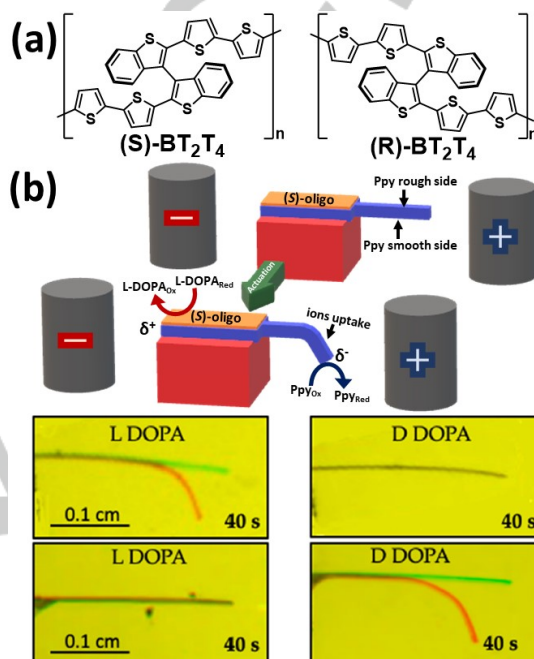 (a)
S S S S
S S S S
n
(S)-BT₂T₄
S S S S
S S S S
n
(R)-BT₂T₄
(b)
(S)-oligo
Ppy rough side
Ppy smooth side
−
+
Actuation
L-DOPAOx
L-DOPARed
(S)-oligo
ions uptake
δ+
δ-
−
+
PpyOx
PpyRed
L DOPA
0.1 cm
40 s
D DOPA
40 s
L DOPA
0.1 cm
40 s
D DOPA
40 s